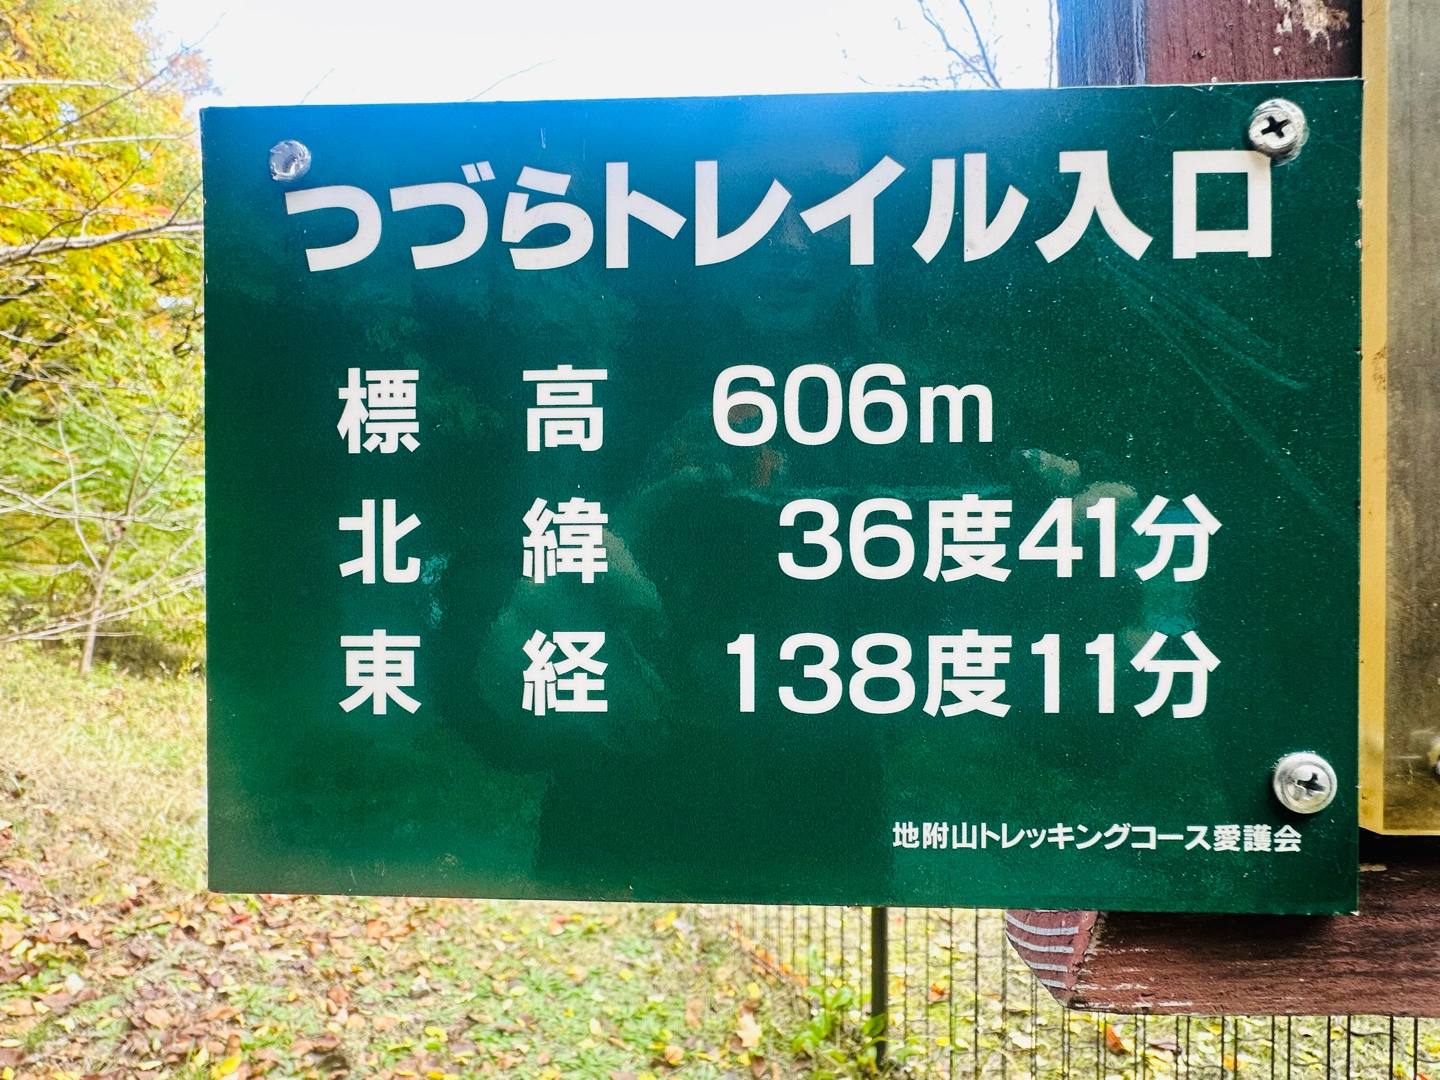 つづらトレイル入口
標 高 606m
北 緯 36度41分
東 経 138度11分
地附山トレッキングコース愛護会